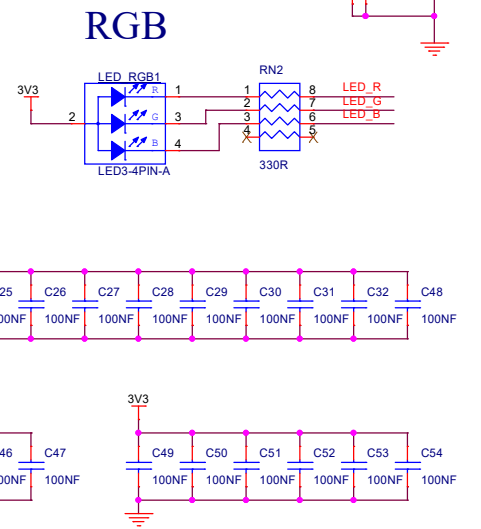 RGB
RN2
LED_RGB1
3V3
R 1 1 8 LED_R
2 7 LED_G
2 G 3 3 6 LED_B
4 5
B 4
LED3-4PIN-A
330R
25 C26 C27 C28 C29 C30 C31 C32 C48
00NF 100NF 100NF 100NF 100NF 100NF 100NF 100NF 100NF
3V3
46 C47 C49 C50 C51 C52 C53 C54
00NF 100NF 100NF 100NF 100NF 100NF 100NF 100NF